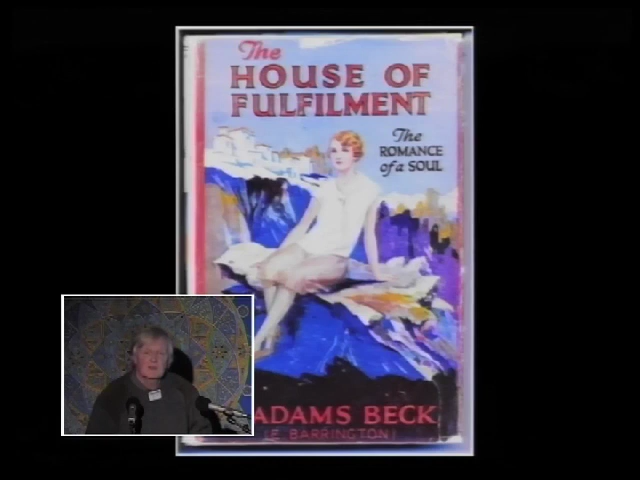 The
HOUSE OF
FULFILMENT
The
ROMANCE
of a SOUL
ADAMS BECK
(E. BARRINGTON)